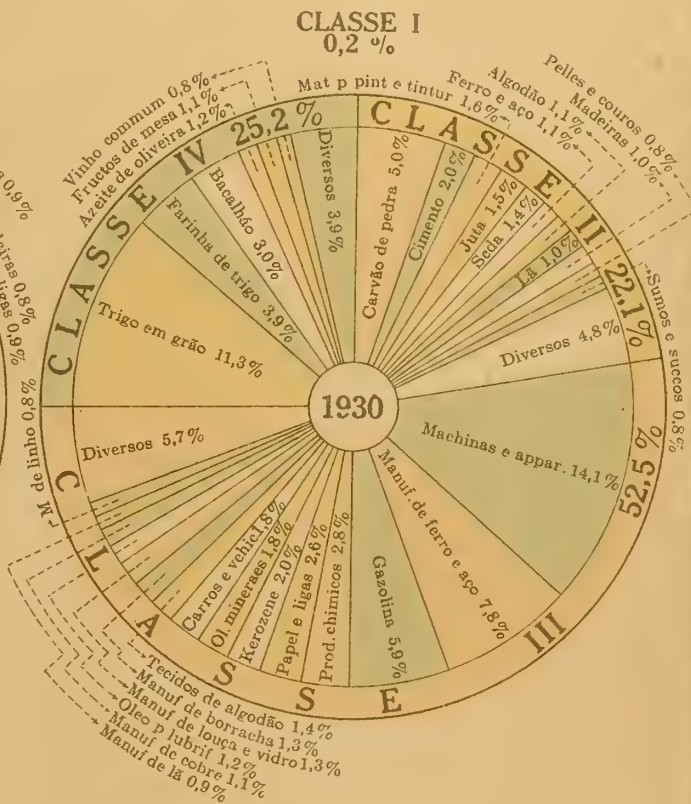 CLASSE I
0,2 %
CLASSE II 22,1%
Mat p pint e tintur 1,6%
Ferro e aço 1,1%
Algodão 1,1%
Madeiras 1,0%
Pelles e couros 0,8%
Sumos e succos 0,8%
Carvão de pedra 5,0%
Cimento 2,0%
Juta 1,5%
Seda 1,4%
Lã 1,0%
Diversos 4,8%
CLASSE III 52,5 %
Machinas e appar. 14,1%
Manuf. de ferro e aço 7,8%
Gazolina 5,9%
Prod. chimicos 2,8%
Papel e ligas 2,6%
Kerozene 2,0%
Ol. mineraes 1,8%
Carros e vehic. 1,8%
Tecidos de algodão 1,4%
Manuf de borracha 1,3%
Manuf de louça e vidro 1,3%
Oleo p lubrif 1,2%
Manuf de cobre 1,1%
Manuf de lã 0,9%
M de linho 0,8%
Diversos 5,7%
CLASSE IV 25,2 %
Trigo em grão 11,3%
Farinha de trigo 3,9%
Bacalháo 3,0%
Azeite de oliveira 1,2%
Fructos de mesa 1,1%
Vinho commum 0,8%
Diversos 3,9%
1930
0,9%
0,8%
ligas 0,6%